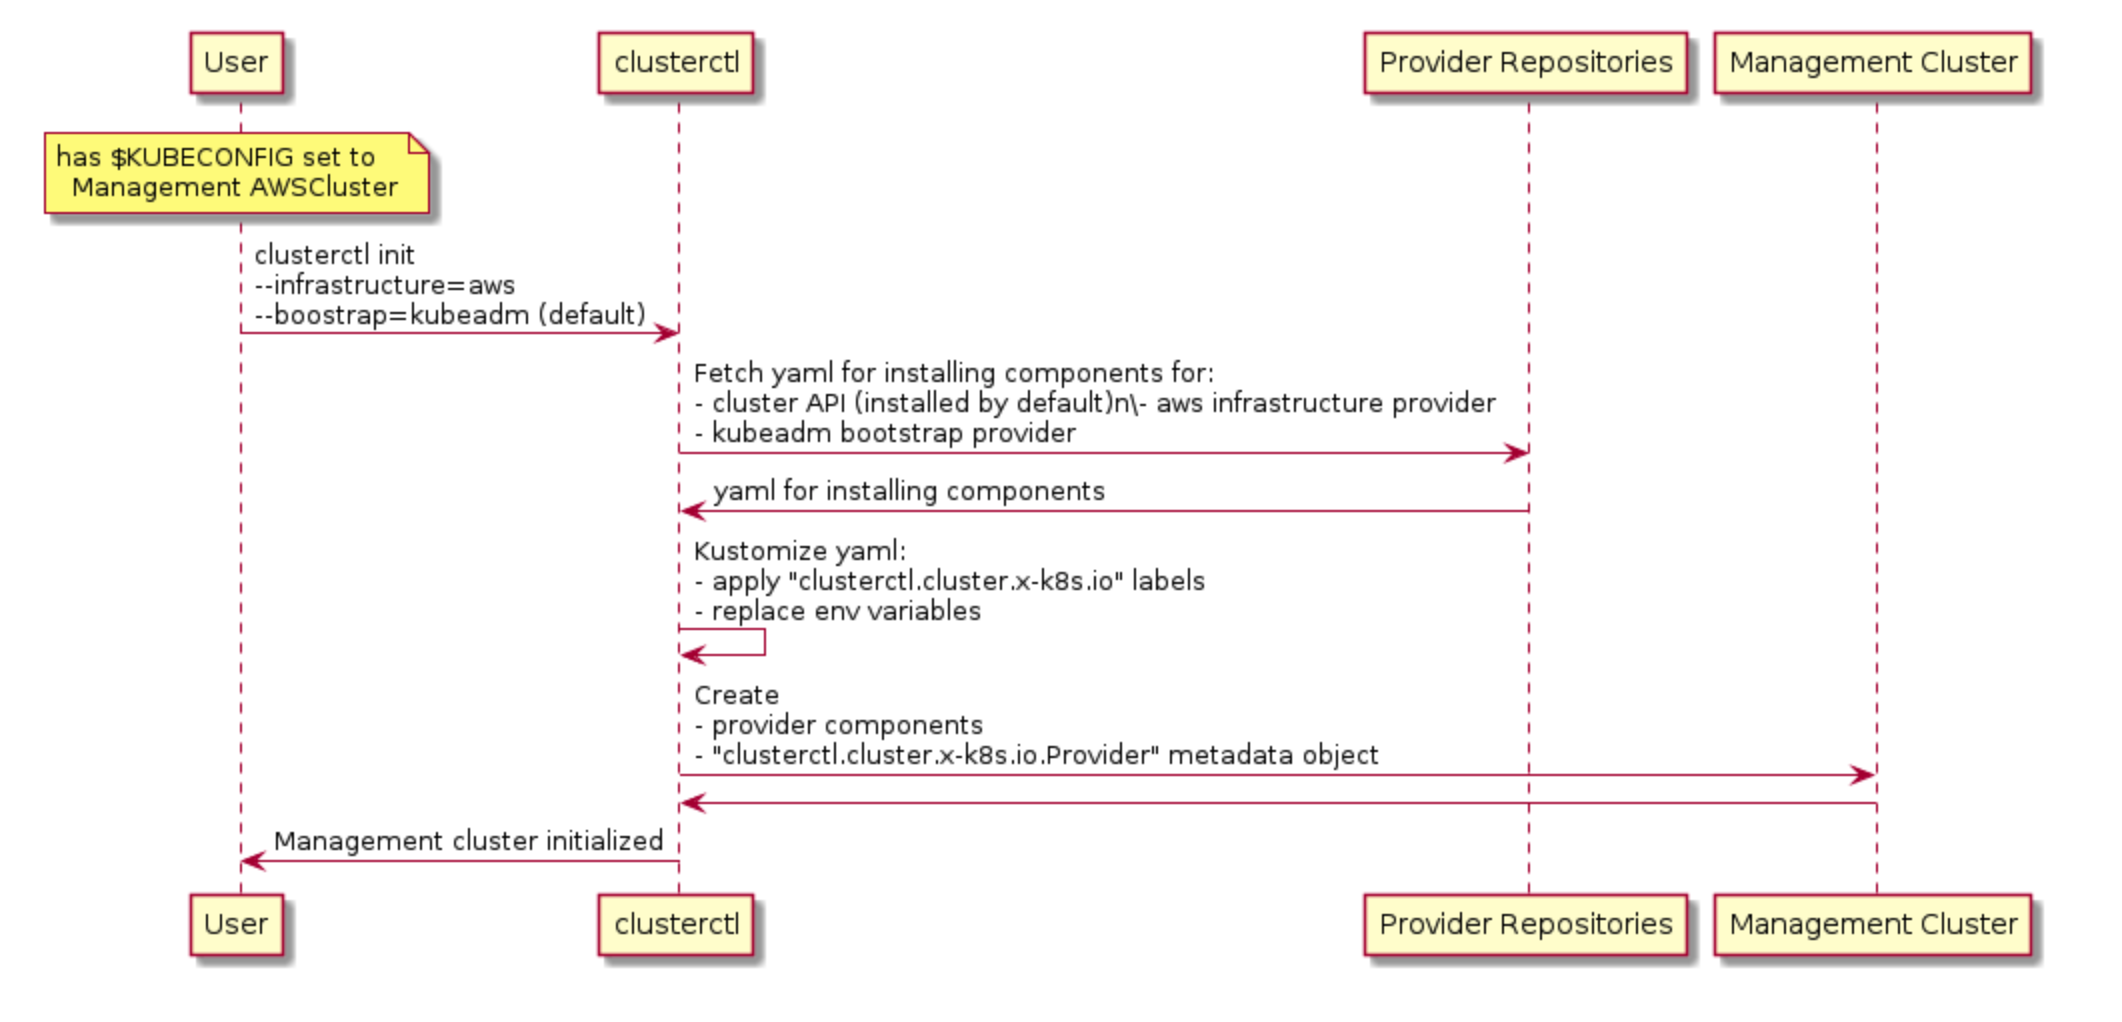 User
clusterctl
Provider Repositories
Management Cluster
has $KUBECONFIG set to
Management AWSCluster
clusterctl init
--infrastructure=aws
--boostrap=kubeadm (default)
Fetch yaml for installing components for:
- cluster API (installed by default)n\- aws infrastructure provider
- kubeadm bootstrap provider
yaml for installing components
Kustomize yaml:
- apply "clusterctl.cluster.x-k8s.io" labels
- replace env variables
Create
- provider components
- "clusterctl.cluster.x-k8s.io.Provider" metadata object
Management cluster initialized
User
clusterctl
Provider Repositories
Management Cluster